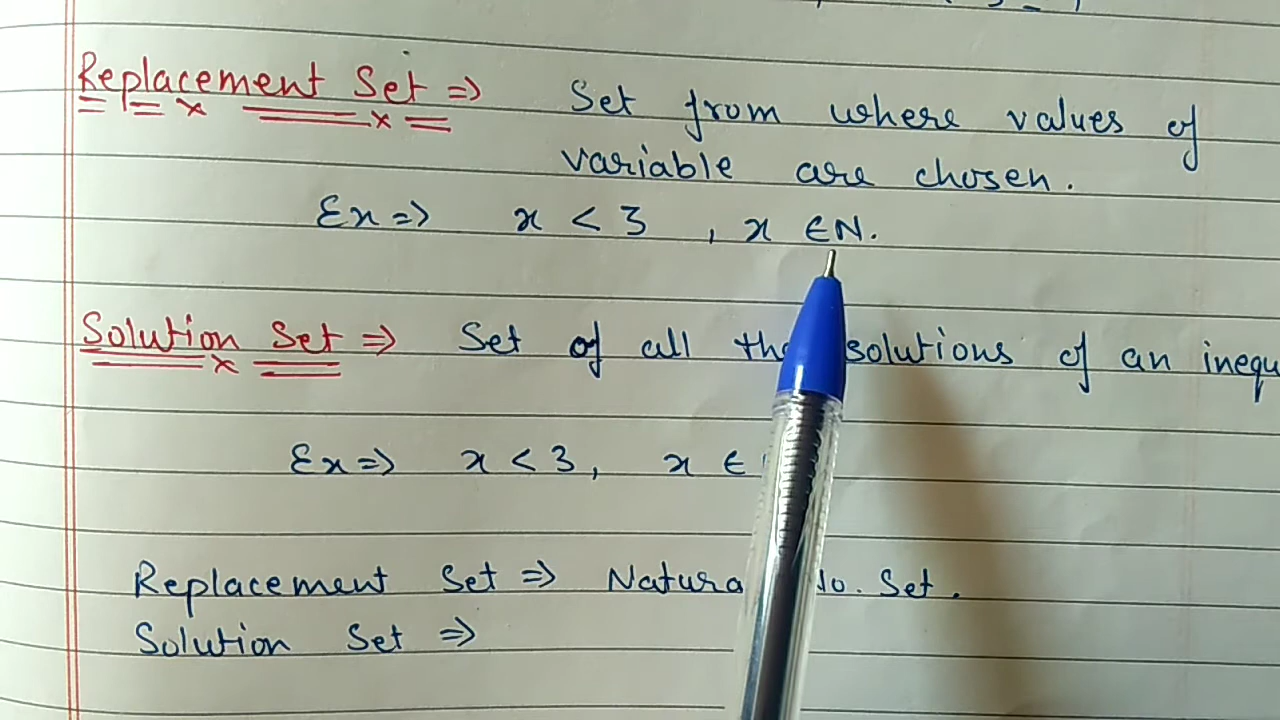 Replacement Set ⇒ Set from where values of
variable are chosen.
Ex ⇒ x < 3 , x ∈ N.
Solution Set ⇒ Set of all the solutions of an inequ
Ex ⇒ x < 3, x ∈
Replacement Set ⇒ Natura No. Set.
Solution Set ⇒